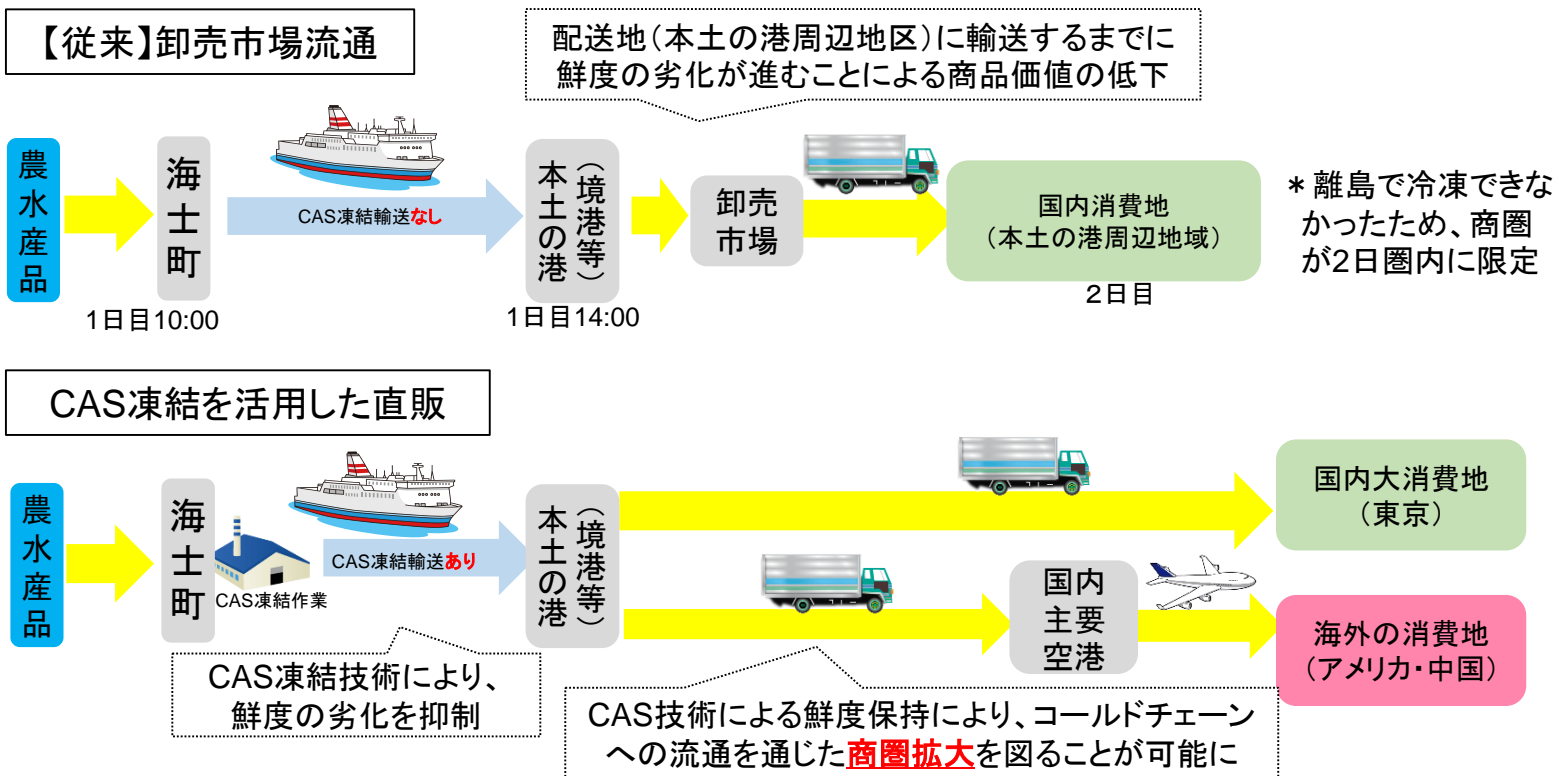 【従来】卸売市場流通
配送地（本土の港周辺地区）に輸送するまでに
鮮度の劣化が進むことによる商品価値の低下
農水産品
海士町
CAS凍結輸送なし
本土の港
（境港等）
卸売
市場
国内消費地
（本土の港周辺地域）
＊離島で冷凍できな
かったため、商圏
が2日圏内に限定
1日目10:00
1日目14:00
２日目
CAS凍結を活用した直販
農水産品
海士町
CAS凍結作業
CAS凍結輸送あり
本土の港
（境港等）
国内大消費地
（東京）
国内
主要
空港
海外の消費地
（アメリカ・中国）
CAS凍結技術により、
鮮度の劣化を抑制
CAS技術による鮮度保持により、コールドチェーン
への流通を通じた商圏拡大を図ることが可能に